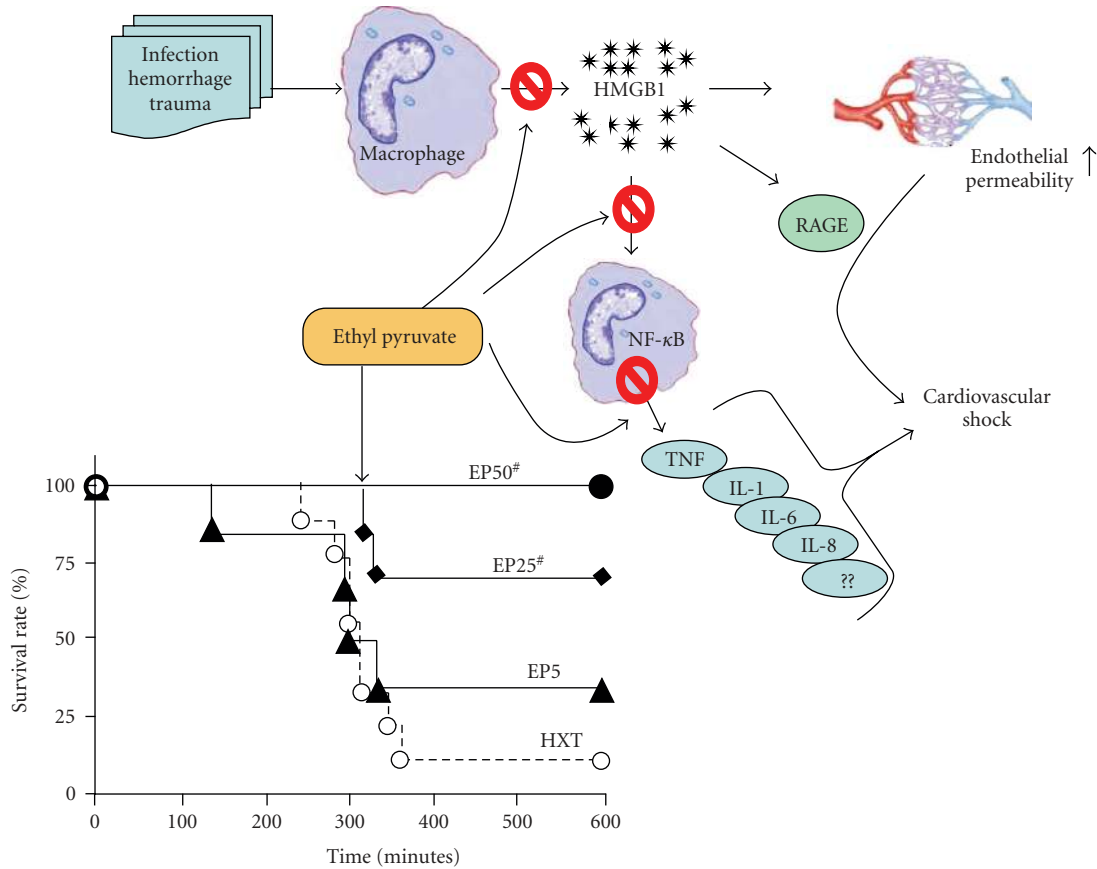 Infection
hemorrhage
trauma
Macrophage
HMGB1
Endothelial
permeability ↑
RAGE
Ethyl pyruvate
NF-κB
Cardiovascular
shock
TNF
IL-1
IL-6
IL-8
??
EP50#
EP25#
EP5
HXT
Survival rate (%)
100
75
50
25
0
0 100 200 300 400 500 600
Time (minutes)